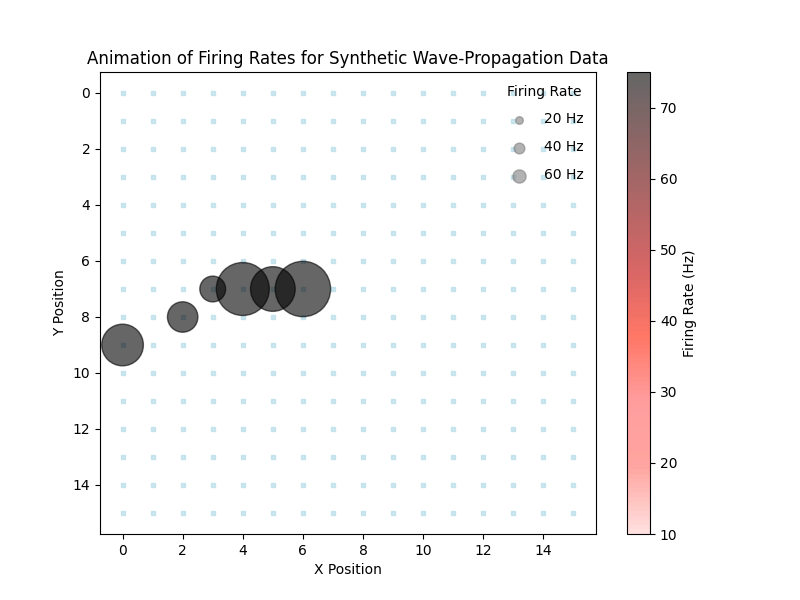 Animation of Firing Rates for Synthetic Wave-Propagation Data
Firing Rate
20 Hz
40 Hz
60 Hz
0
2
4
6
8
10
12
14
Y Position
0 2 4 6 8 10 12 14
X Position
70
60
50
40
30
20
10
Firing Rate (Hz)